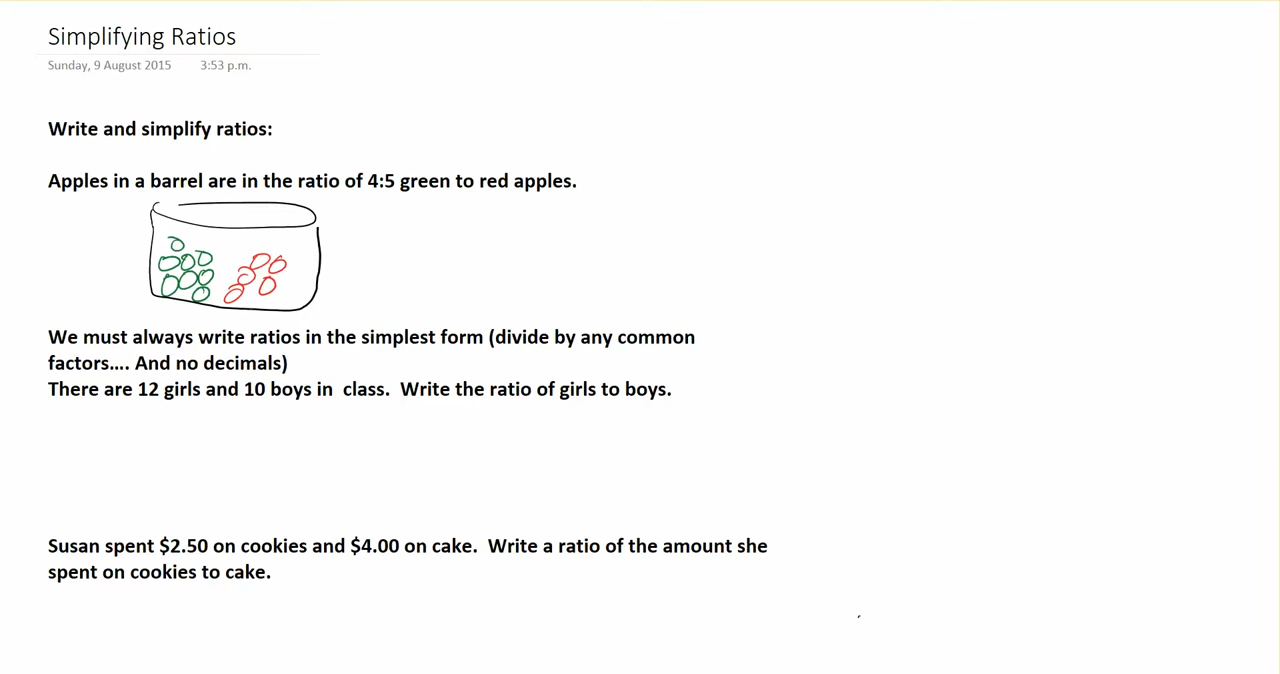 Simplifying Ratios
Sunday, 9 August 2015 3:53 p.m.
Write and simplify ratios:
Apples in a barrel are in the ratio of 4:5 green to red apples.
We must always write ratios in the simplest form (divide by any common
factors.... And no decimals)
There are 12 girls and 10 boys in  class.  Write the ratio of girls to boys.
Susan spent $2.50 on cookies and $4.00 on cake.  Write a ratio of the amount she
spent on cookies to cake.